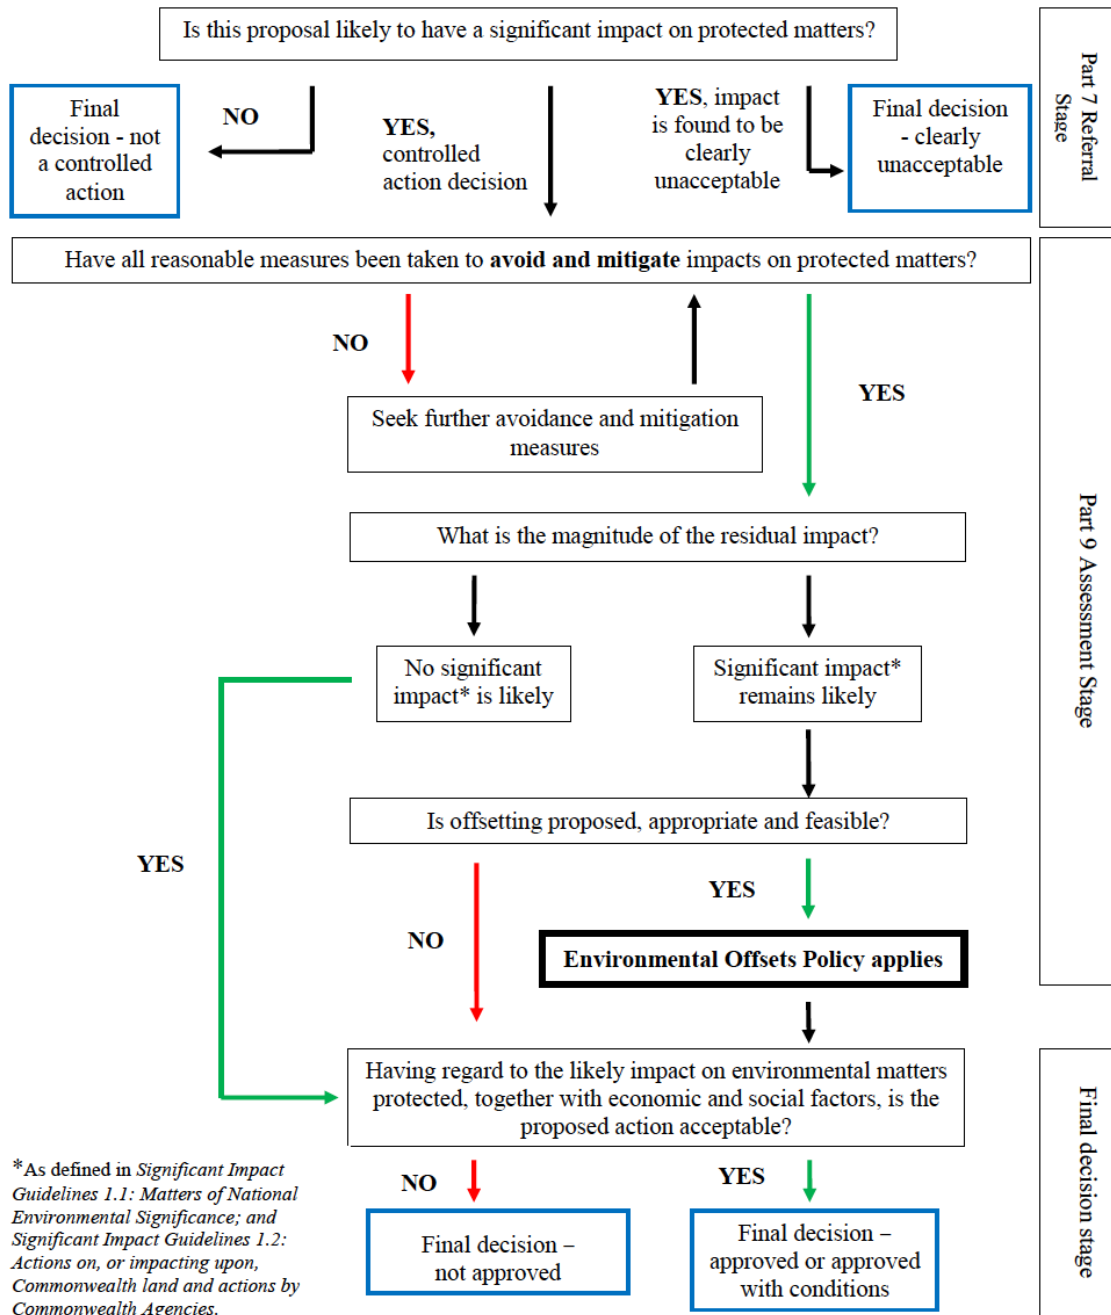 Is this proposal likely to have a significant impact on protected matters?
Part 7 Referral
Stage
Final
decision - not
a controlled
action
NO
YES,
controlled
action decision
YES, impact
is found to be
clearly
unacceptable
Final decision
- clearly
unacceptable
Have all reasonable measures been taken to avoid and mitigate impacts on protected matters?
Part 9 Assessment Stage
NO
YES
Seek further avoidance and mitigation
measures
What is the magnitude of the residual impact?
No significant
impact* is likely
Significant impact*
remains likely
Is offsetting proposed, appropriate and feasible?
YES
YES
NO
Environmental Offsets Policy applies
Having regard to the likely impact on environmental matters
protected, together with economic and social factors, is the
proposed action acceptable?
Final decision stage
NO
YES
Final decision –
not approved
Final decision –
approved or approved
with conditions
*As defined in Significant Impact
Guidelines 1.1: Matters of National
Environmental Significance; and
Significant Impact Guidelines 1.2:
Actions on, or impacting upon,
Commonwealth land and actions by
Commonwealth Agencies.